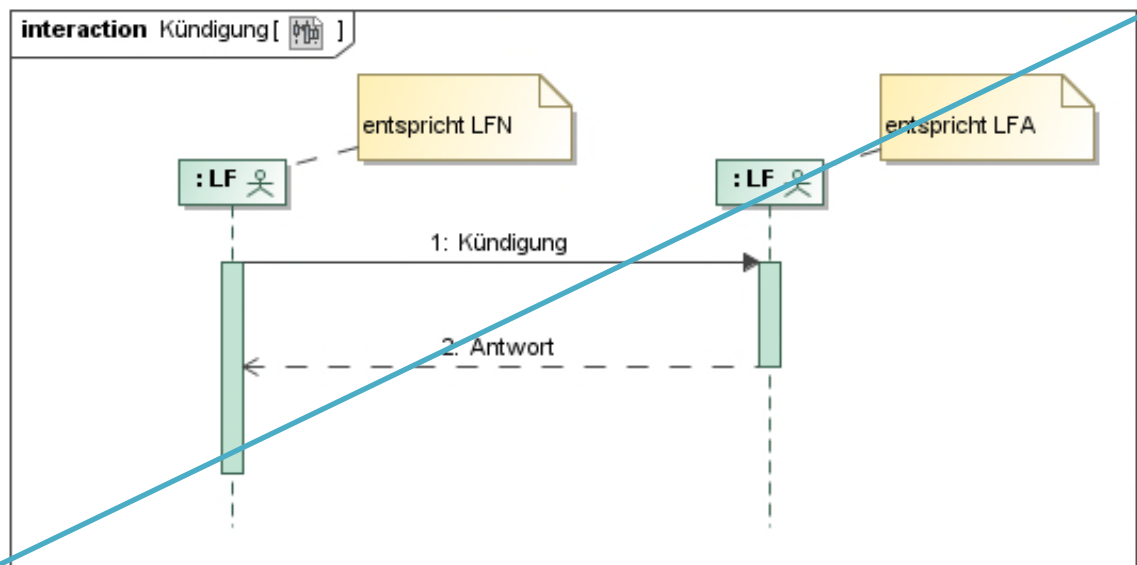 interaction Kündigung[ ]
entspricht LFN
entspricht LFA
:LF
:LF
1: Kündigung
2: Antwort